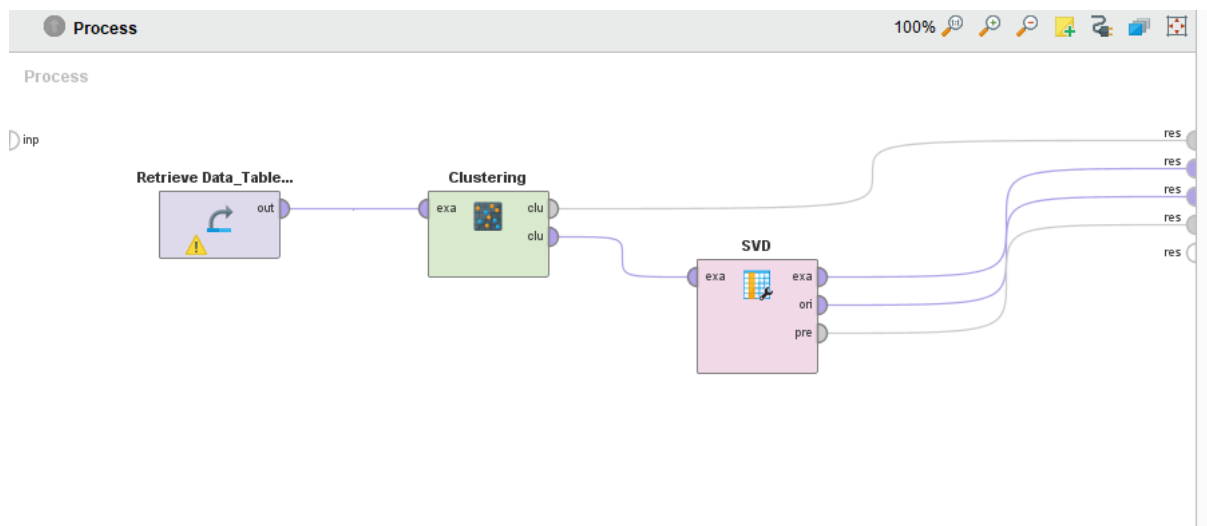 Process
100%
Process
inp
res
res
Retrieve Data_Table...
Clustering
res
out
exa
clu
res
clu
SVD
res
exa
exa
ori
pre